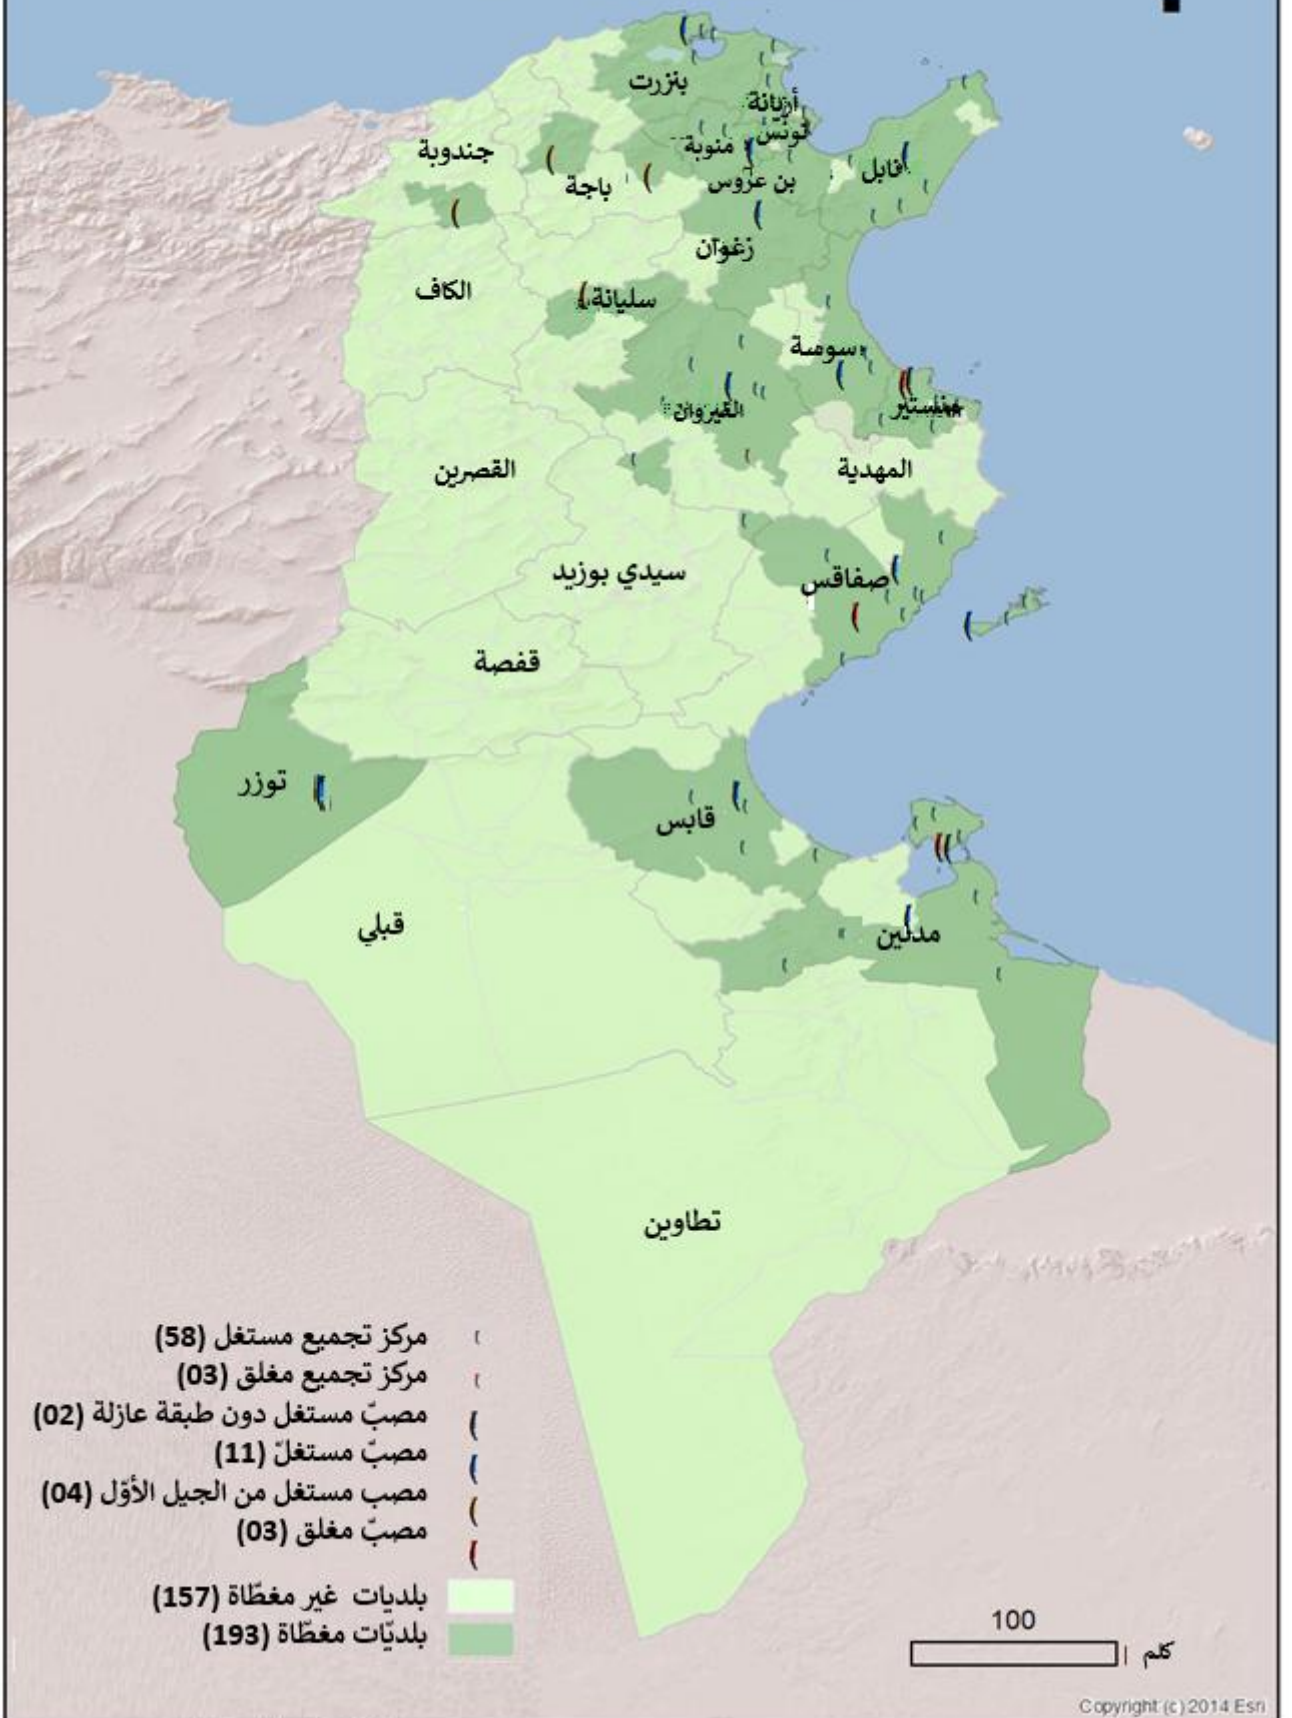 بنزرت
أريانة
تونس
منوبة
جندوبة
باجة
نابل
بن عروس
زغوان
الكاف
سليانة
سوسة
القيروان
منستير
القصرين
المهدية
سيدي بوزيد
صفاقس
قفصة
توزر
قابس
قبلي
مدنين
تطاوين
مركز تجميع مستغل (58)
مركز تجميع مغلق (03)
مصبّ مستغل دون طبقة عازلة (02)
مصبّ مستغلّ (11)
مصب مستغل من الجيل الأوّل (04)
مصبّ مغلق (03)
بلديات غير مغطّاة (157)
بلديّات مغطّاة (193)
100
كلم
Copyright (c) 2014 Esri